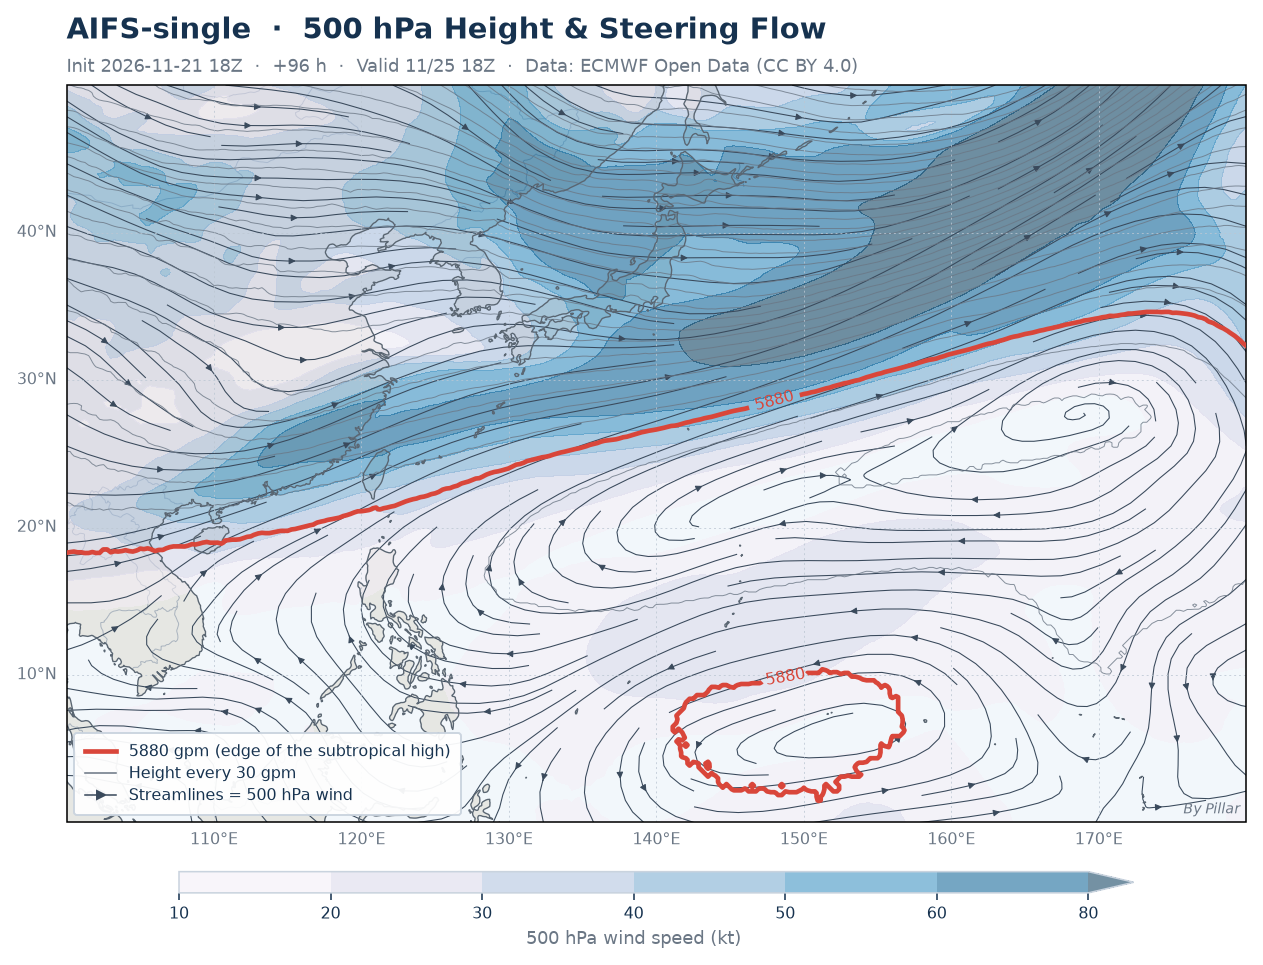 AIFS-single · 500 hPa Height & Steering Flow
Init 2026-11-21 18Z · +96 h · Valid 11/25 18Z · Data: ECMWF Open Data (CC BY 4.0)
40°N
30°N
20°N
10°N
5880
5880
5880 gpm (edge of the subtropical high)
Height every 30 gpm
Streamlines = 500 hPa wind
By Pillar
110°E 120°E 130°E 140°E 150°E 160°E 170°E
10 20 30 40 50 60 80
500 hPa wind speed (kt)